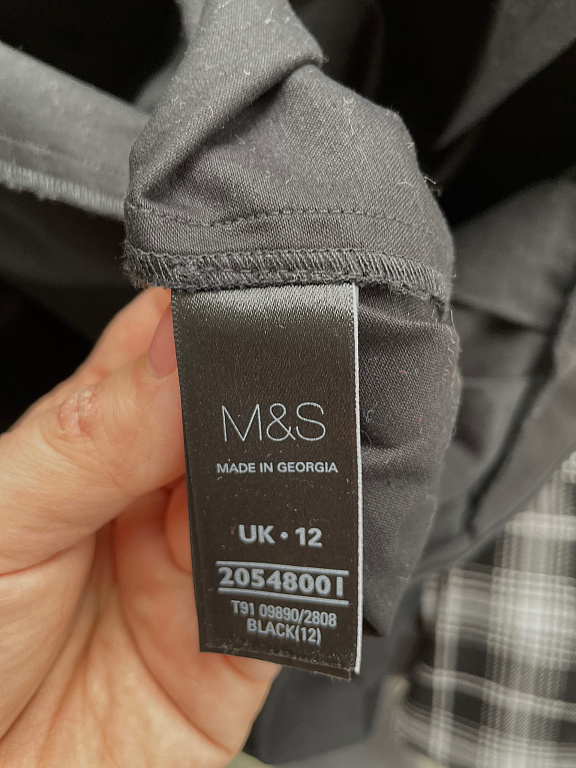 M&S
MADE IN GEORGIA
UK • 12
20548001
T91 09890/2808
BLACK(12)